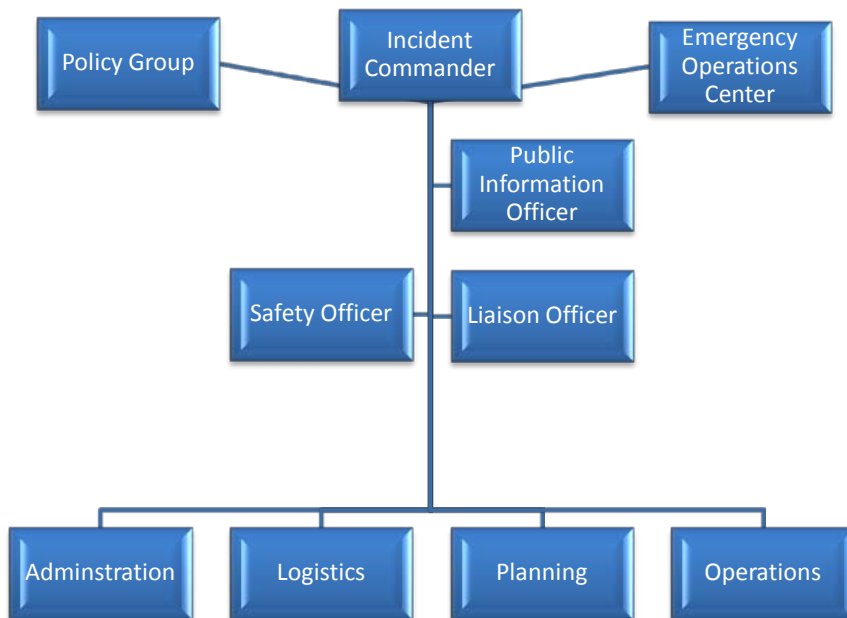 Policy Group
Incident
Commander
Emergency
Operations
Center
Public
Information
Officer
Safety Officer
Liaison Officer
Adminstration
Logistics
Planning
Operations